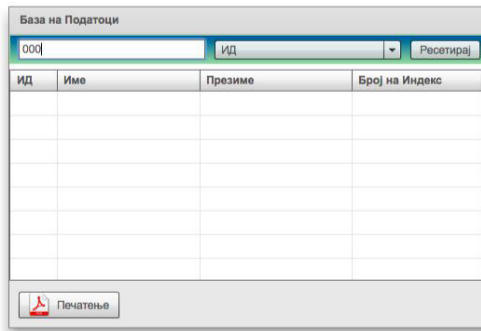 База на Податоци
000 ИД Ресетирај
ИД Име Презиме Број на Индекс
Печатење